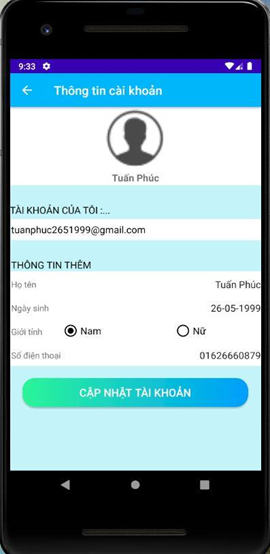 9:33
Thông tin cài khoản
Tuấn Phúc
TÀI KHOẢN CỦA TÔI :...
tuanphuc2651999@gmail.com
THÔNG TIN THÊM
Họ tên Tuấn Phúc
Ngày sinh 26-05-1999
Giới tính Nam Nữ
Số điện thoại 01626660879
CẬP NHẬT TÀI KHOẢN